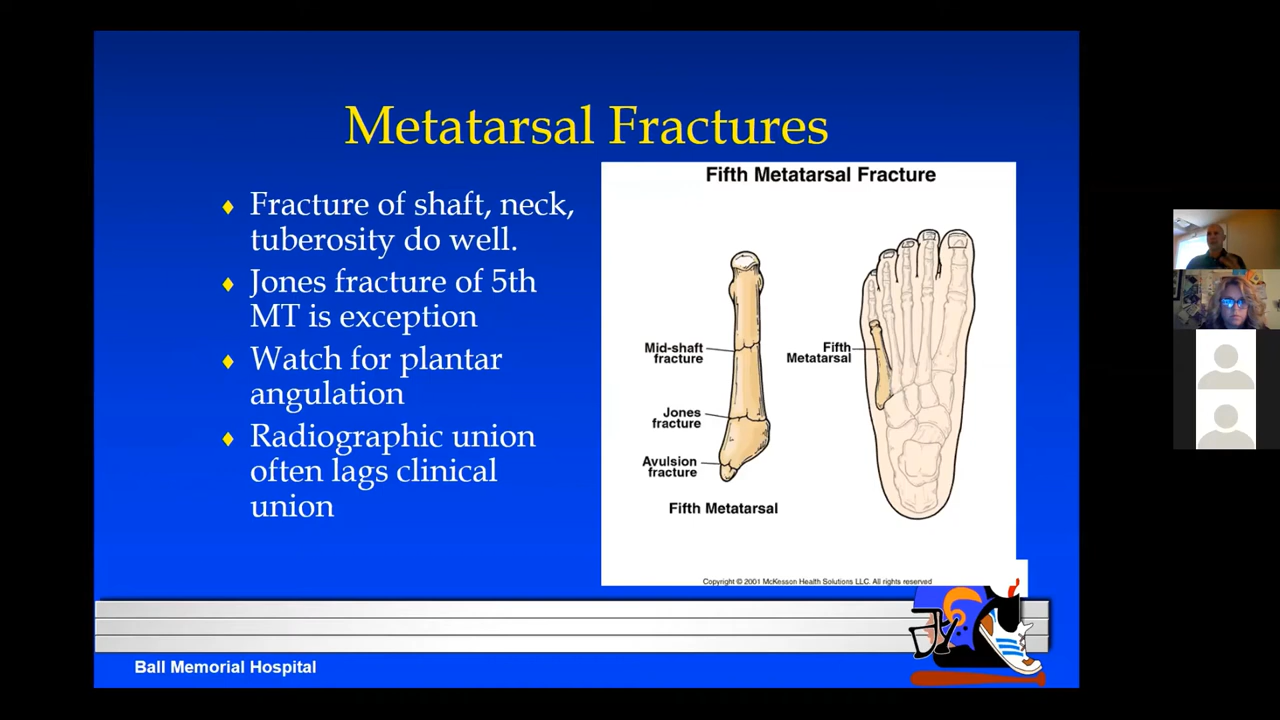 Metatarsal Fractures
Fracture of shaft, neck,
tuberosity do well.
Jones fracture of 5th
MT is exception
Watch for plantar
angulation
Radiographic union
often lags clinical
union
Fifth Metatarsal Fracture
Mid-shaft
fracture
Jones
fracture
Avulsion
fracture
Fifth Metatarsal
Fifth
Metatarsal
Copyright © 2001 McKesson Health Solutions LLC. All rights reserved
Ball Memorial Hospital